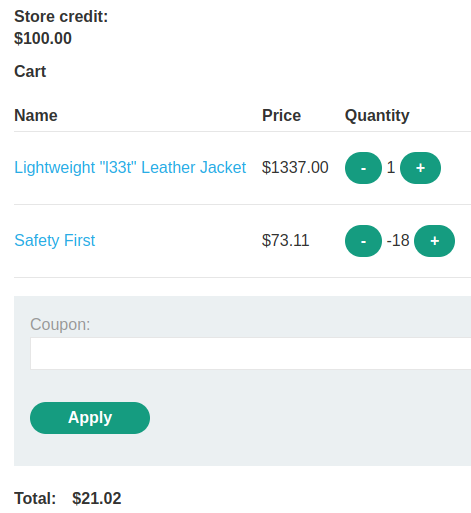 Store credit:
$100.00
Cart
Name Price Quantity
Lightweight "l33t" Leather Jacket $1337.00 - 1 +
Safety First $73.11 - -18 +
Coupon:
Apply
Total: $21.02